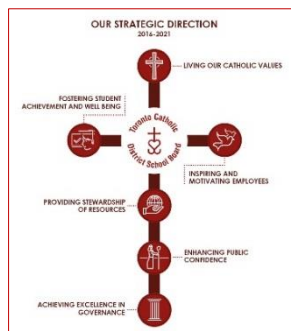 OUR STRATEGIC DIRECTION
2016-2021
LIVING OUR CATHOLIC VALUES
FOSTERING STUDENT
ACHIEVEMENT AND WELL BEING
Toronto Catholic
District School Board
INSPIRING AND
MOTIVATING EMPLOYEES
PROVIDING STEWARDSHIP
OF RESOURCES
ENHANCING PUBLIC
CONFIDENCE
ACHIEVING EXCELLENCE IN
GOVERNANCE